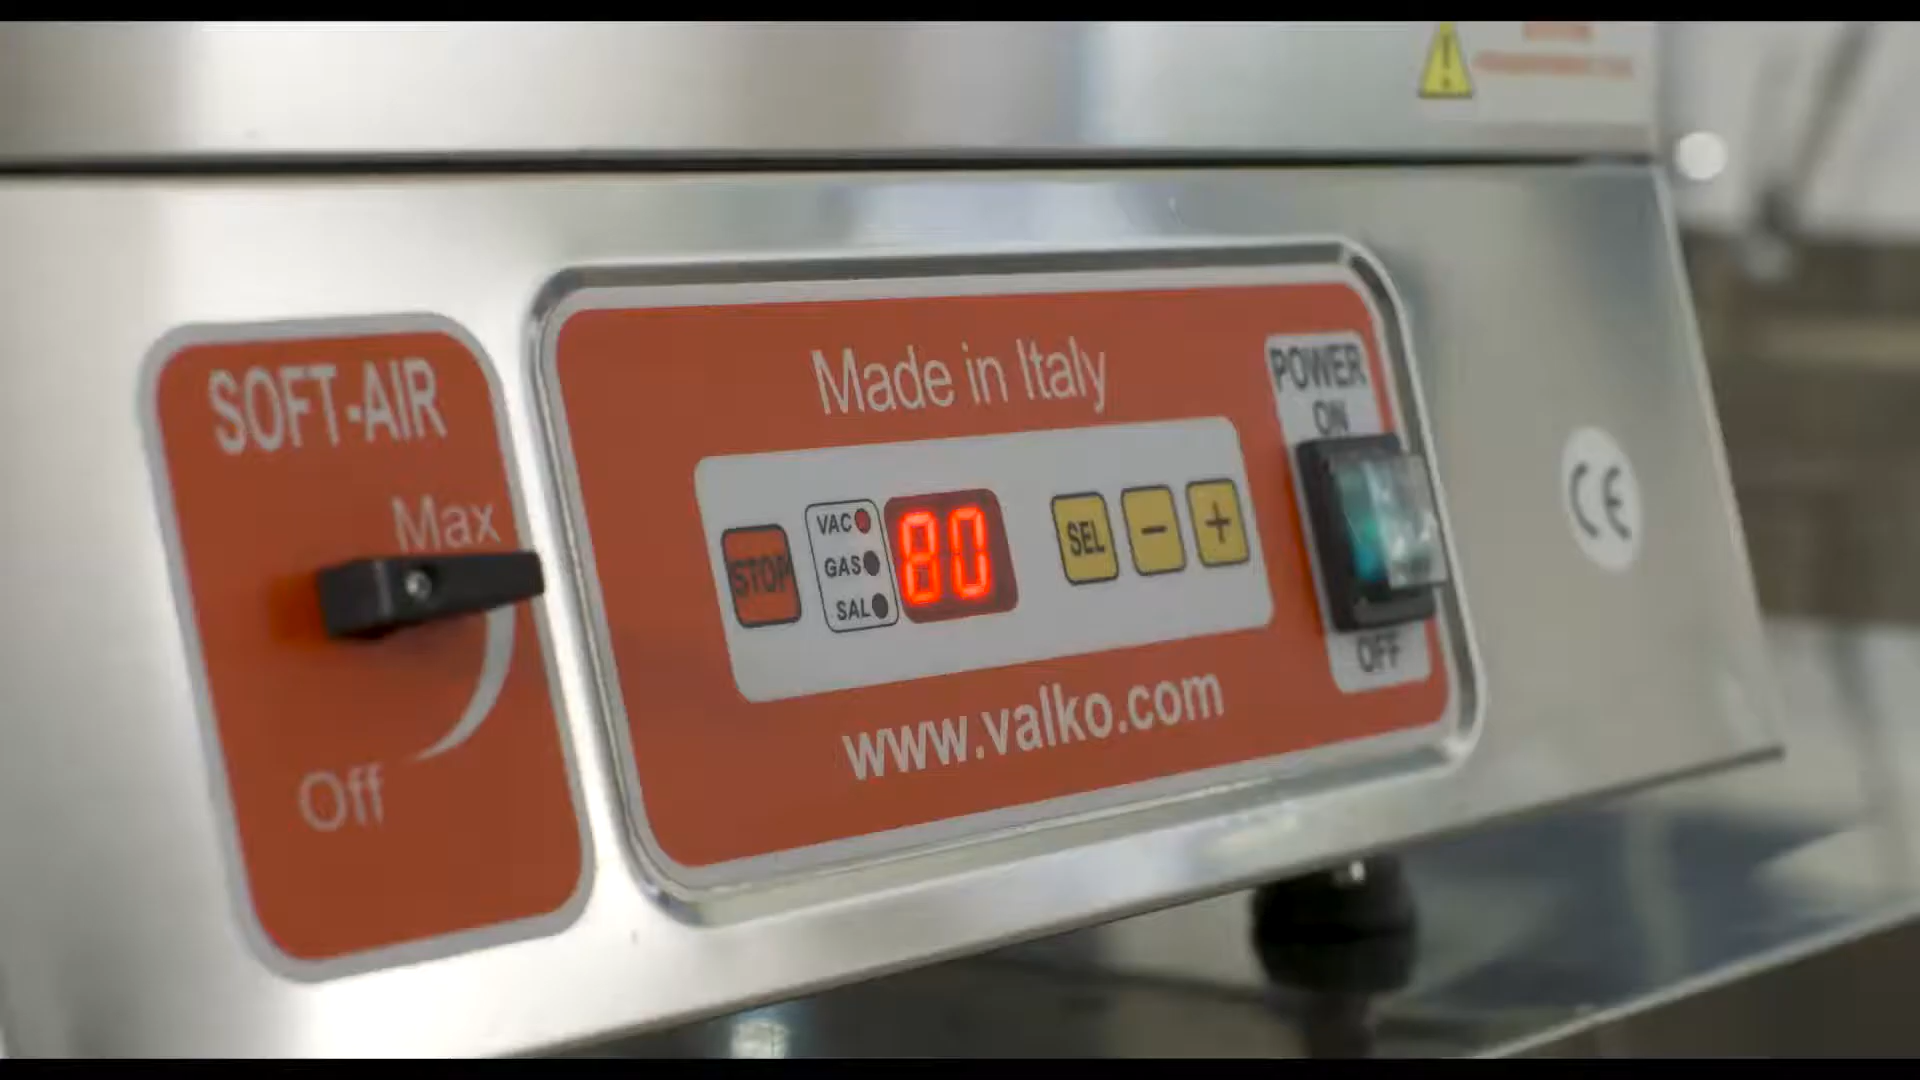 SOFT-AIR
Max
Off
Made in Italy
STOP
VAC
GAS
SAL
80
SEL
-
+
www.valko.com
POWER
ON
OFF
CE